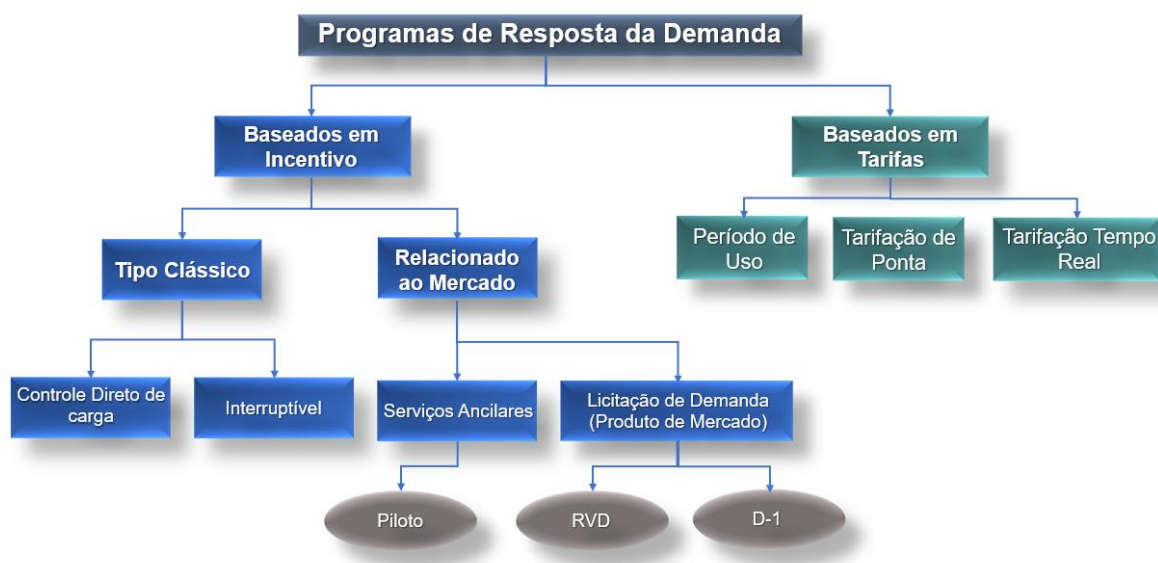 Programas de Resposta da Demanda
Baseados em
Incentivo
Baseados em
Tarifas
Tipo Clássico
Relacionado
ao Mercado
Período de
Uso
Tarifação de
Ponta
Tarifação Tempo
Real
Controle Direto de
carga
Interruptível
Serviços Ancilares
Licitação de Demanda
(Produto de Mercado)
Piloto
RVD
D-1